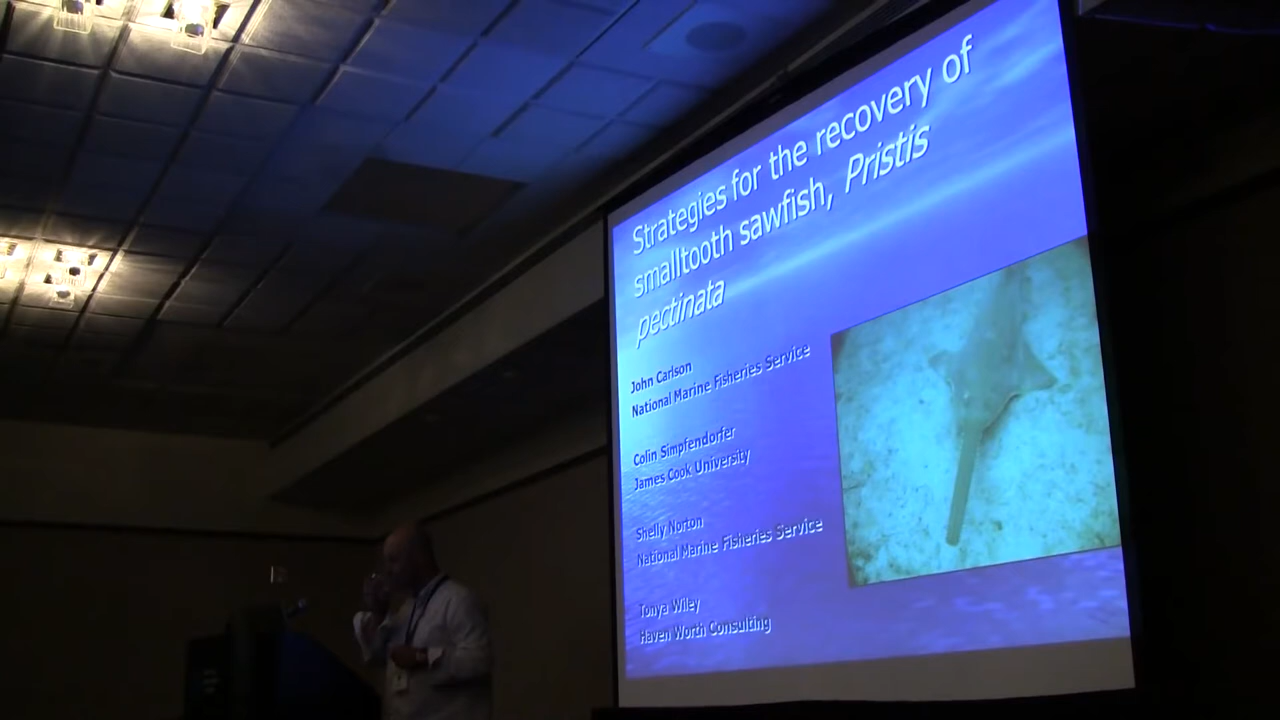 Strategies for the recovery of
smalltooth sawfish, Pristis
pectinata
John Carlson
National Marine Fisheries Service
Colin Simpfendorfer
James Cook University
Shelly Norton
National Marine Fisheries Service
Tonya Wiley
Haven Worth Consulting